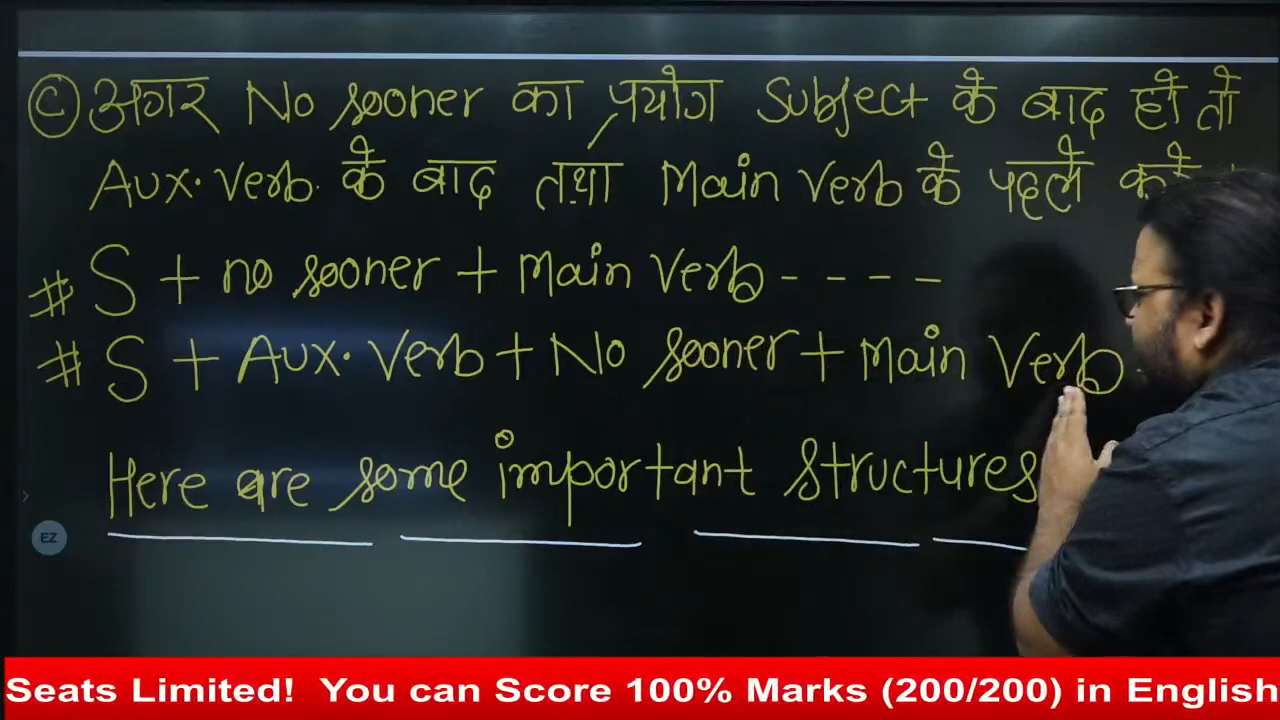 Ⓒ अगर No sooner का प्रयोग Subject के बाद हो तो
Aux. Verb के बाद तथा Main Verb के पहले
# S + no sooner + Main Verb - - - -
# S + Aux. Verb + No sooner + Main Verb
Here are some important structures
EZ
Seats Limited! You can Score 100% Marks (200/200) in English